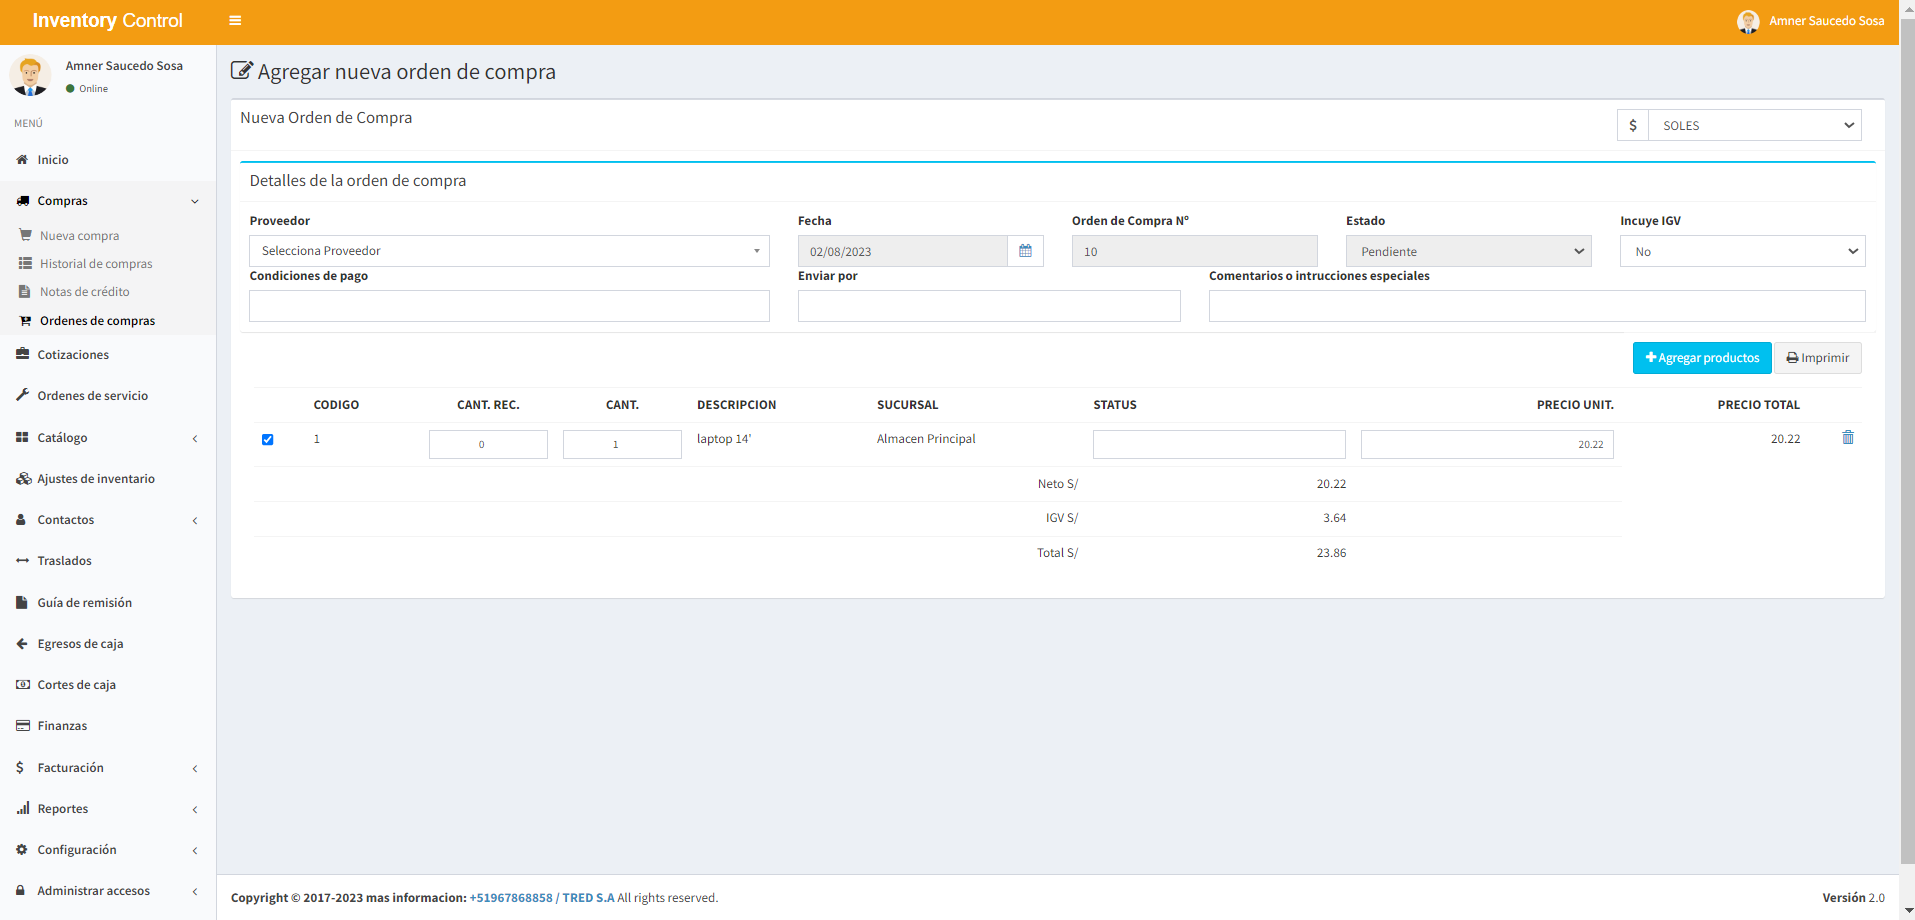 Inventory Control
Amner Saucedo Sosa
Amner Saucedo Sosa
Online
MENÚ
Inicio
Compras
Nueva compra
Historial de compras
Notas de crédito
Ordenes de compras
Cotizaciones
Ordenes de servicio
Catálogo
Ajustes de inventario
Contactos
Traslados
Guía de remisión
Egresos de caja
Cortes de caja
Finanzas
Facturación
Reportes
Configuración
Administrar accesos
Agregar nueva orden de compra
Nueva Orden de Compra
$ SOLES
Detalles de la orden de compra
Proveedor Fecha Orden de Compra Nº Estado Incuye IGV
Selecciona Proveedor 02/08/2023 10 Pendiente No
Condiciones de pago Enviar por Comentarios o intrucciones especiales
Agregar productos Imprimir
CODIGO CANT. REC. CANT. DESCRIPCION SUCURSAL STATUS PRECIO UNIT. PRECIO TOTAL
1 0 1 laptop 14' Almacen Principal 20.22 20.22
Neto S/ 20.22
IGV S/ 3.64
Total S/ 23.86
Copyright © 2017-2023 mas informacion: +51967868858 / TRED S.A All rights reserved.
Versión 2.0